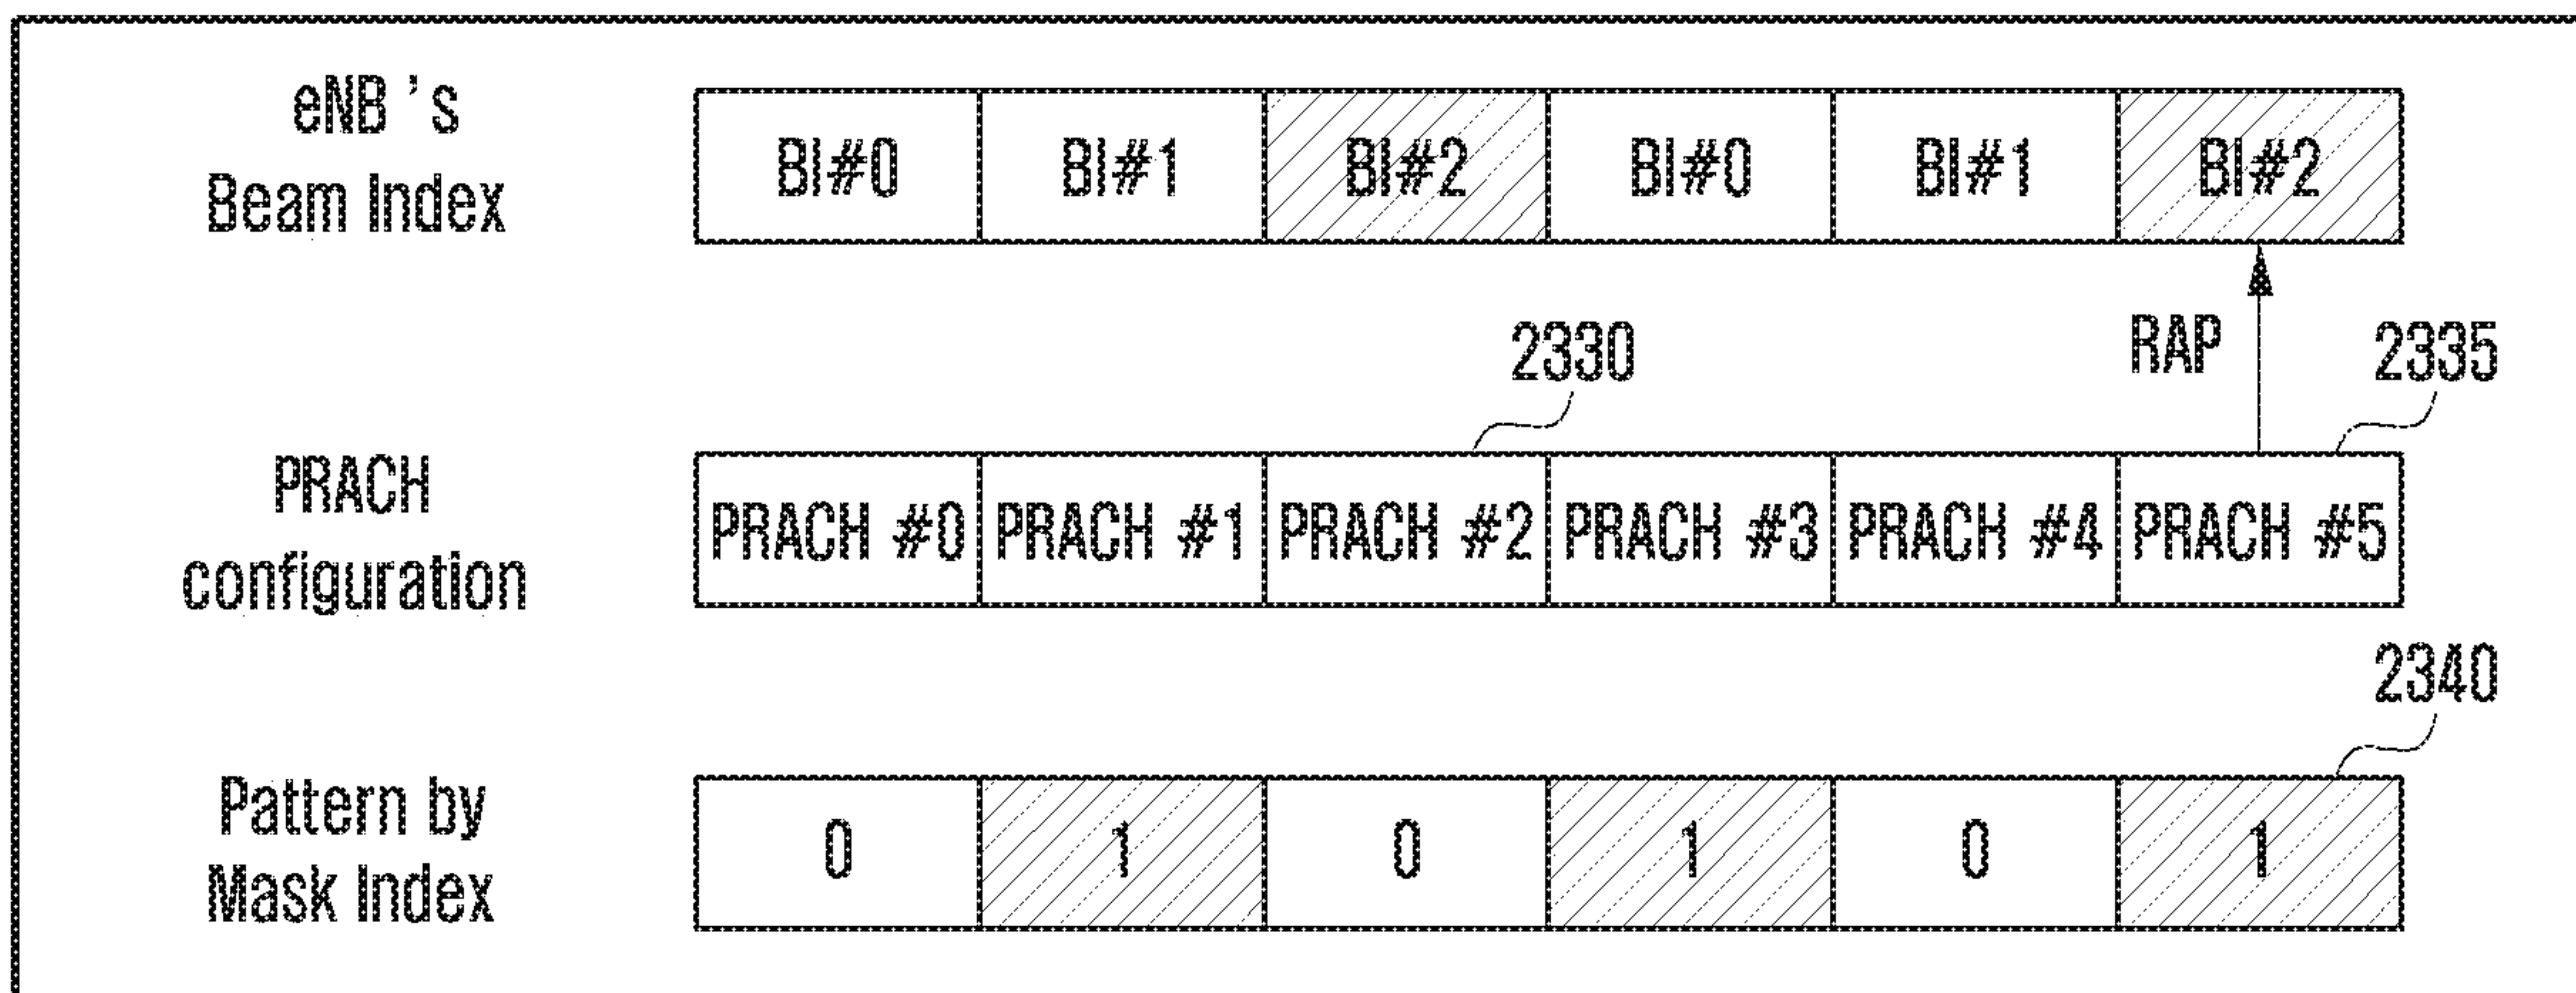 eNB's
Beam Index
BI#0 BI#1 BI#2 BI#0 BI#1 BI#2
2330
RAP
2335
PRACH
configuration
PRACH #0 PRACH #1 PRACH #2 PRACH #3 PRACH #4 PRACH #5
2340
Pattern by
Mask Index
0 1 0 1 0 1